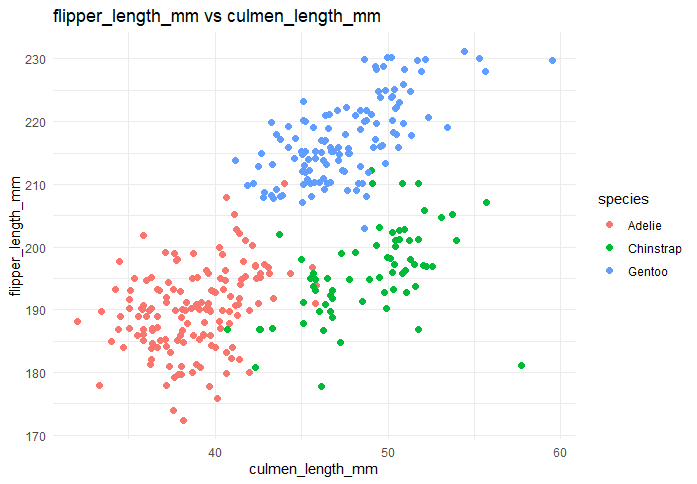 flipper_length_mm vs culmen_length_mm
flipper_length_mm
230
220
210
200
190
180
170
40
50
60
culmen_length_mm
species
Adelie
Chinstrap
Gentoo